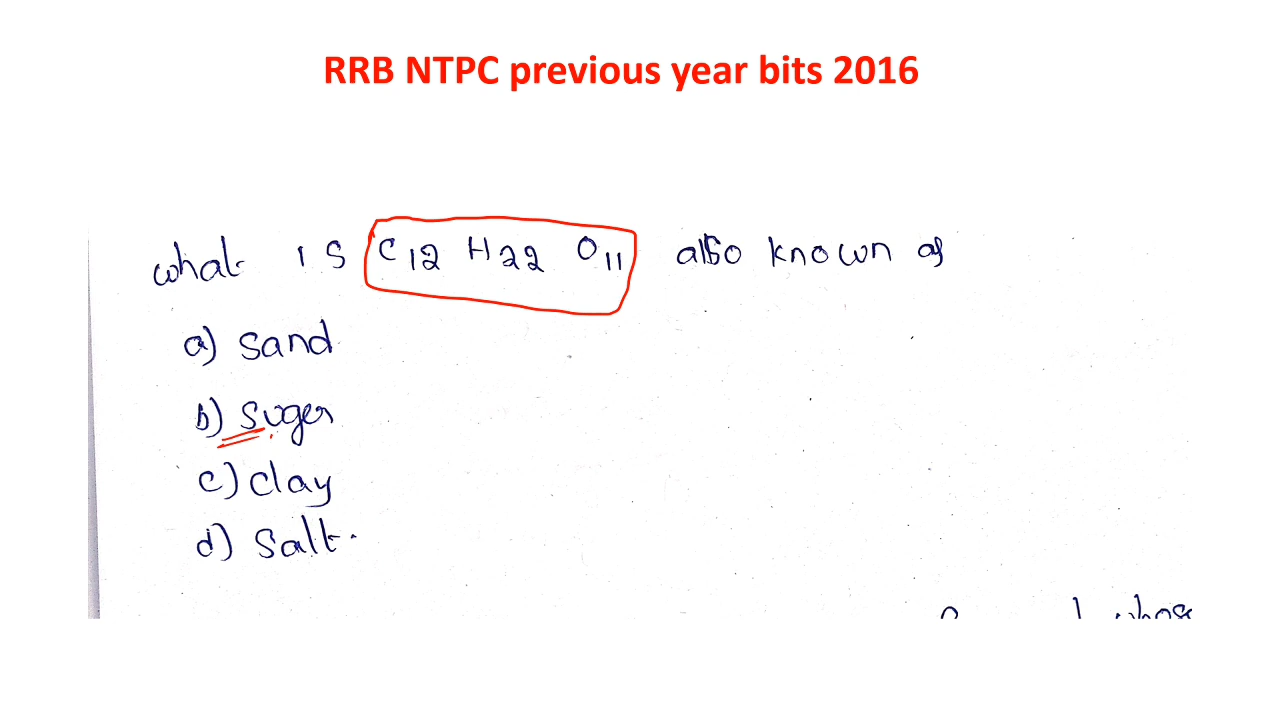 RRB NTPC previous year bits 2016
what is C12 H22 O11 also known as
a) sand
b) suger
c) clay
d) salt.